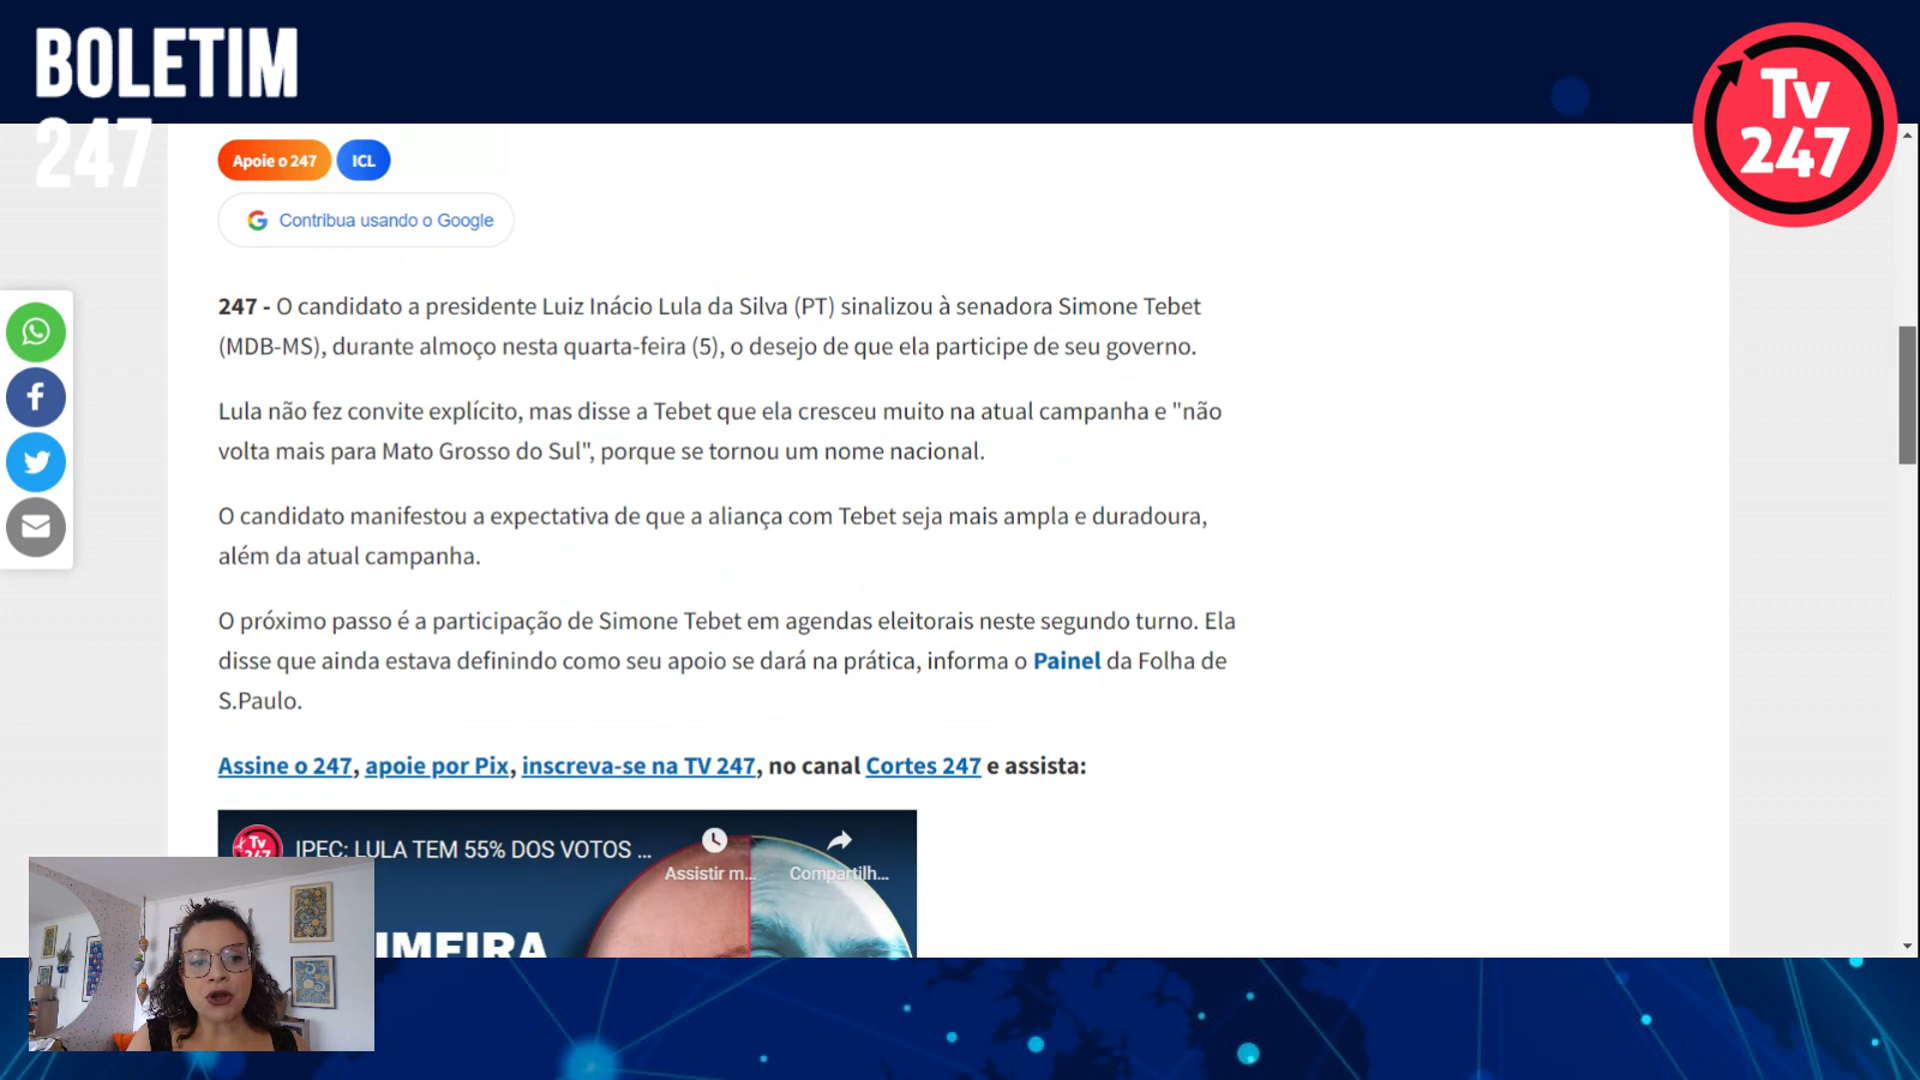 BOLETIM
247
Tv
247
Apoie o 247 ICL
Contribua usando o Google
247 - O candidato a presidente Luiz Inácio Lula da Silva (PT) sinalizou à senadora Simone Tebet
(MDB-MS), durante almoço nesta quarta-feira (5), o desejo de que ela participe de seu governo.
Lula não fez convite explícito, mas disse a Tebet que ela cresceu muito na atual campanha e "não
volta mais para Mato Grosso do Sul", porque se tornou um nome nacional.
O candidato manifestou a expectativa de que a aliança com Tebet seja mais ampla e duradoura,
além da atual campanha.
O próximo passo é a participação de Simone Tebet em agendas eleitorais neste segundo turno. Ela
disse que ainda estava definindo como seu apoio se dará na prática, informa o Painel da Folha de
S.Paulo.
Assine o 247, apoie por Pix, inscreva-se na TV 247, no canal Cortes 247 e assista:
Tv
247
IPEC: LULA TEM 55% DOS VOTOS ...
Assistir m... Compartilh...
IMEIRA